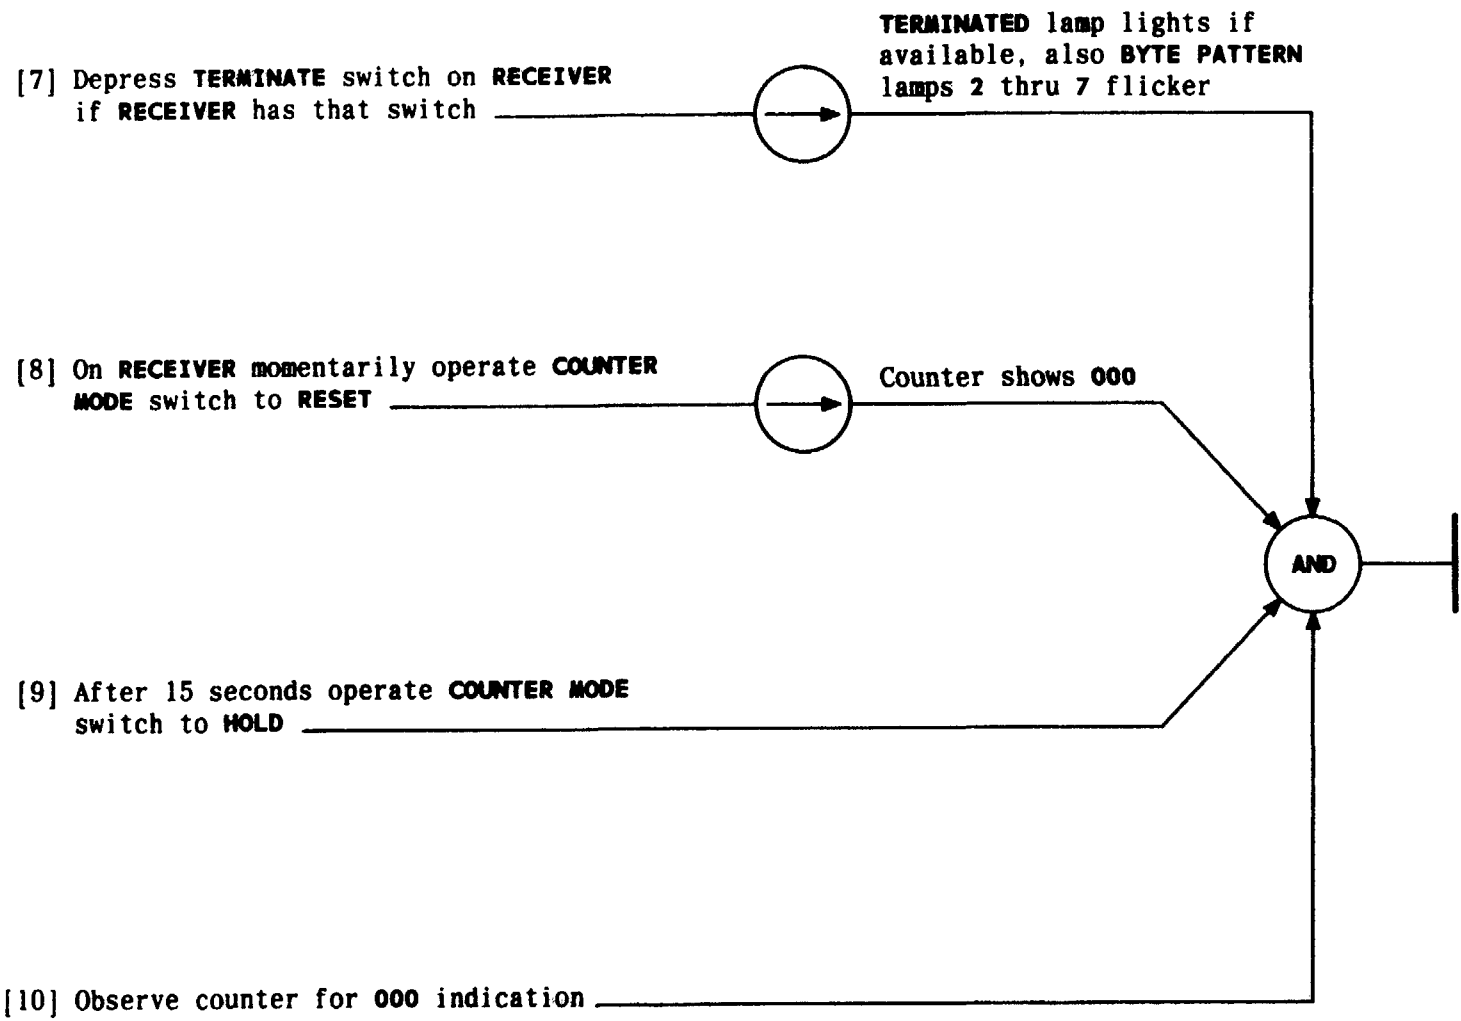 TERMINATED lamp lights if
available, also BYTE PATTERN
lamps 2 thru 7 flicker
[7] Depress TERMINATE switch on RECEIVER
if RECEIVER has that switch
[8] On RECEIVER momentarily operate COUNTER
MODE switch to RESET
Counter shows 000
AND
[9] After 15 seconds operate COUNTER MODE
switch to HOLD
[10] Observe counter for 000 indication